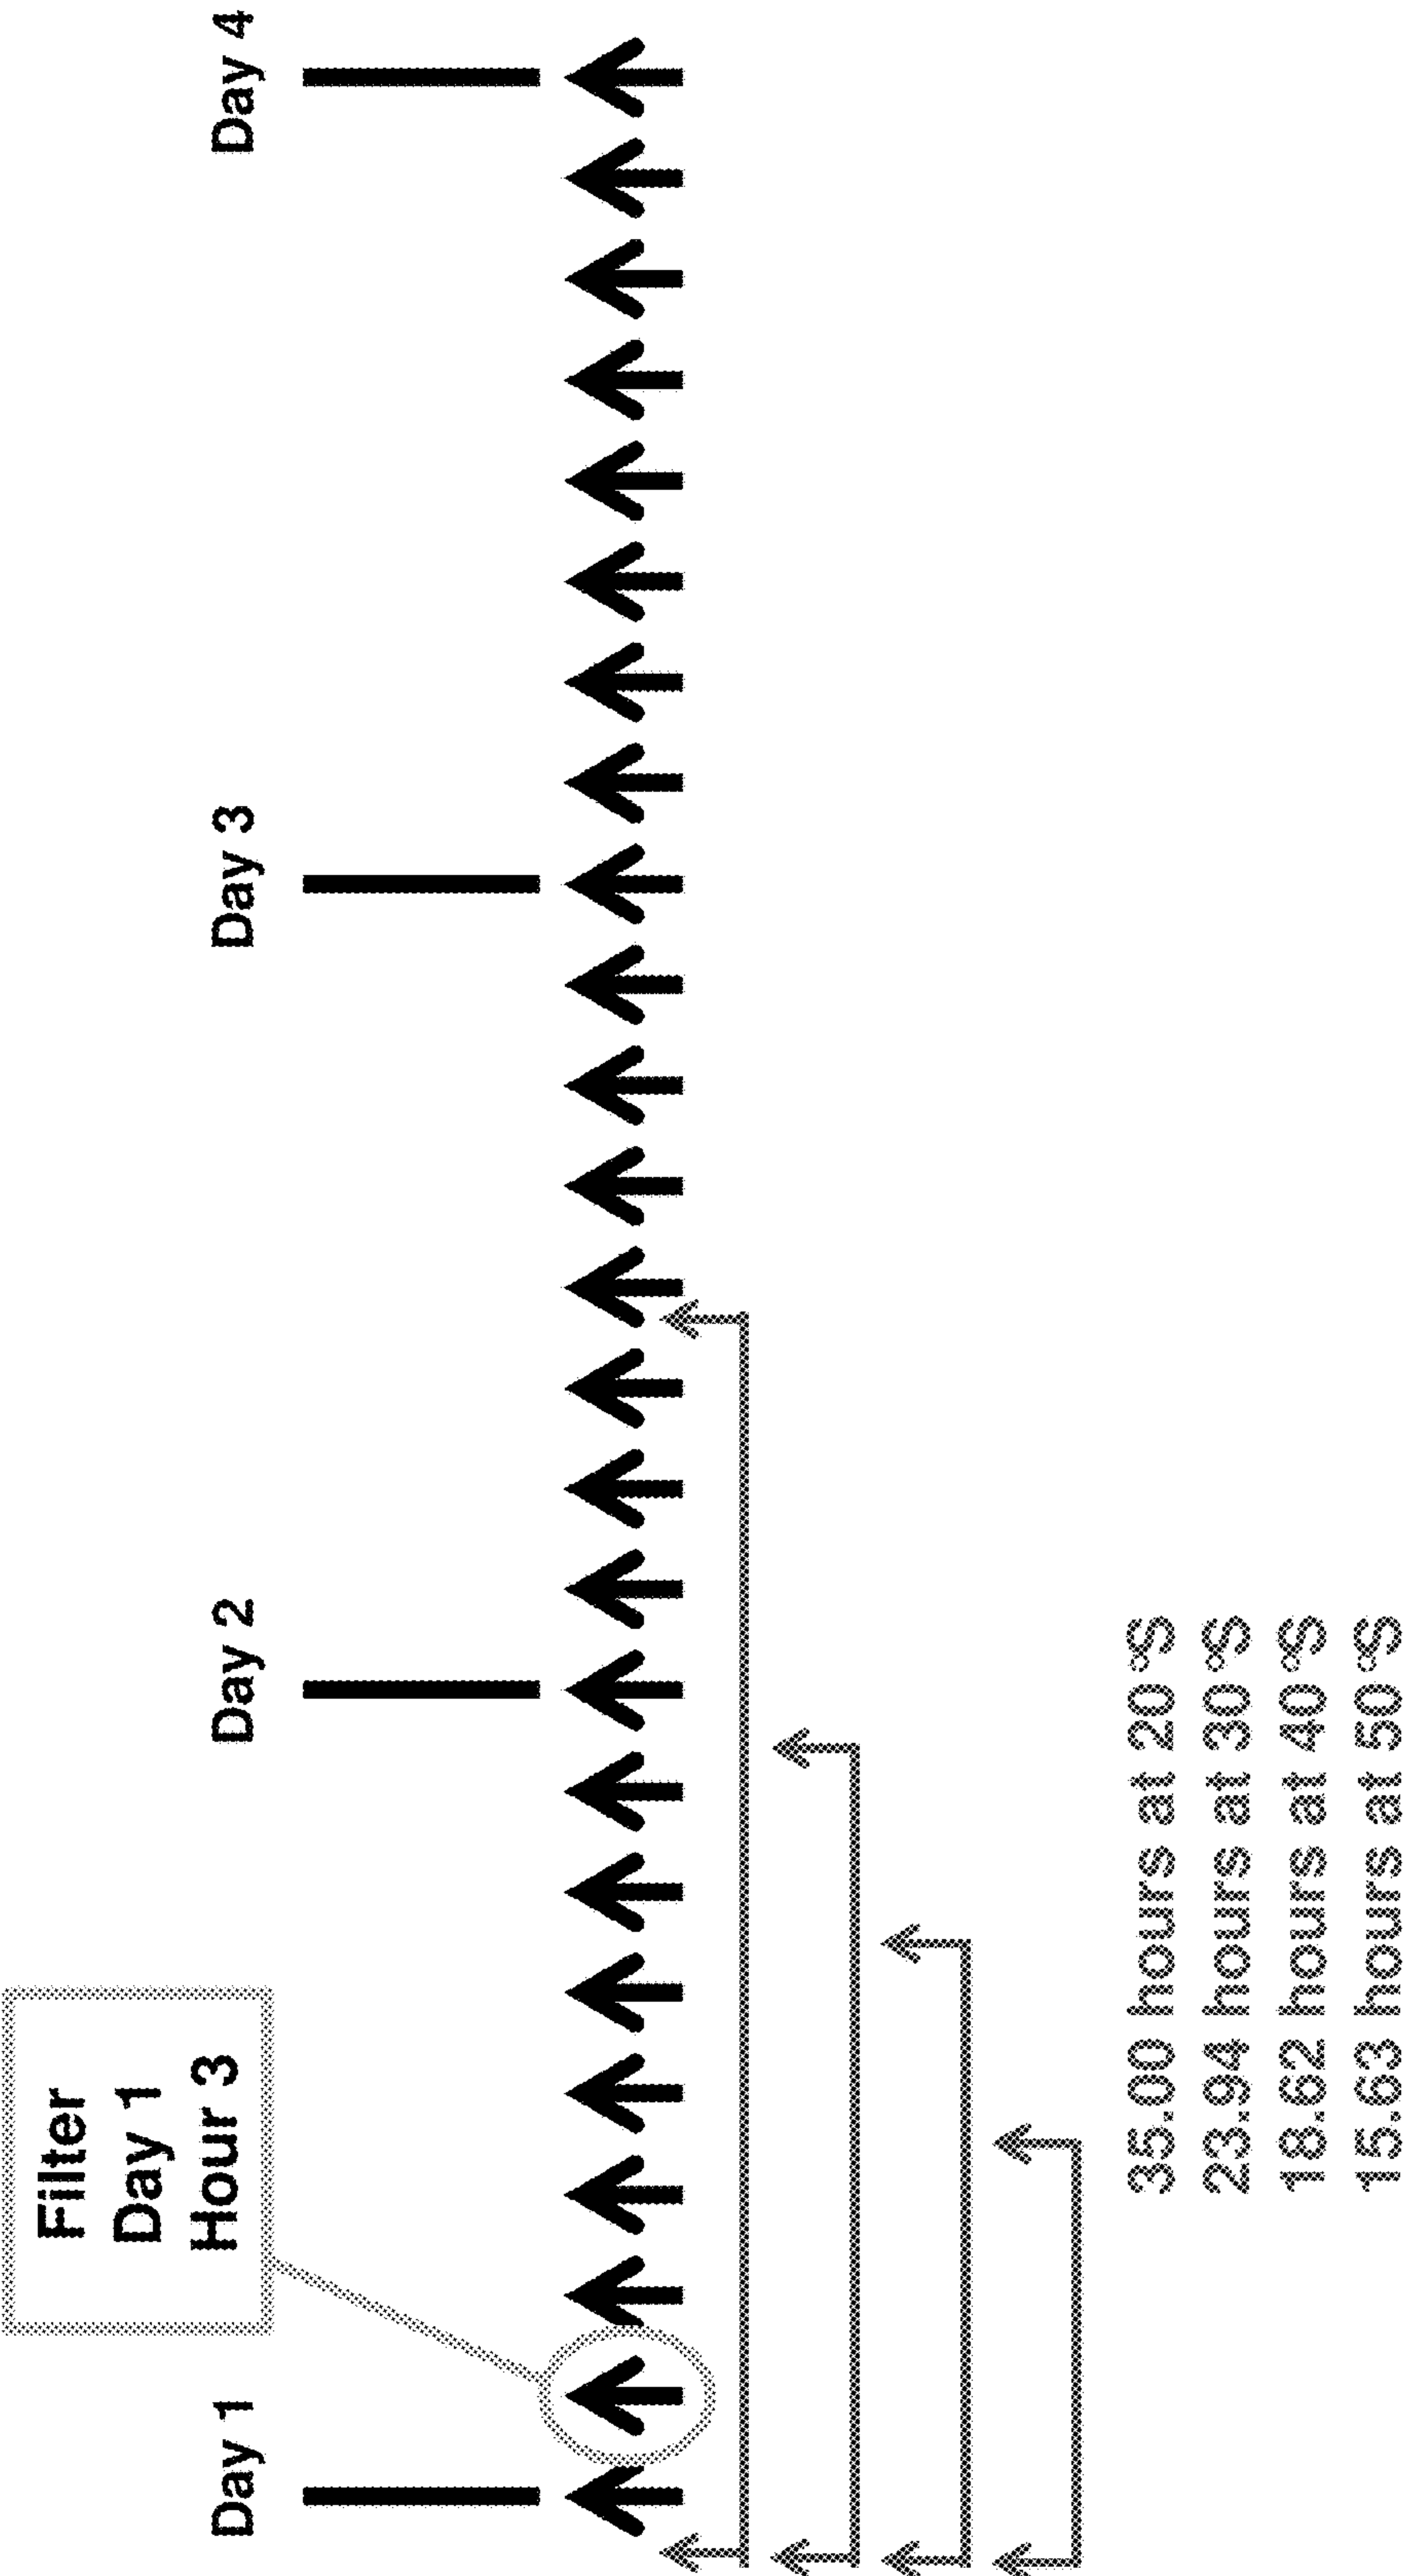 Filter
Day 1
Hour 3
Day 1
Day 2
Day 3
Day 4
35.00 hours at 20°S
23.94 hours at 30°S
18.62 hours at 40°S
15.63 hours at 50°S